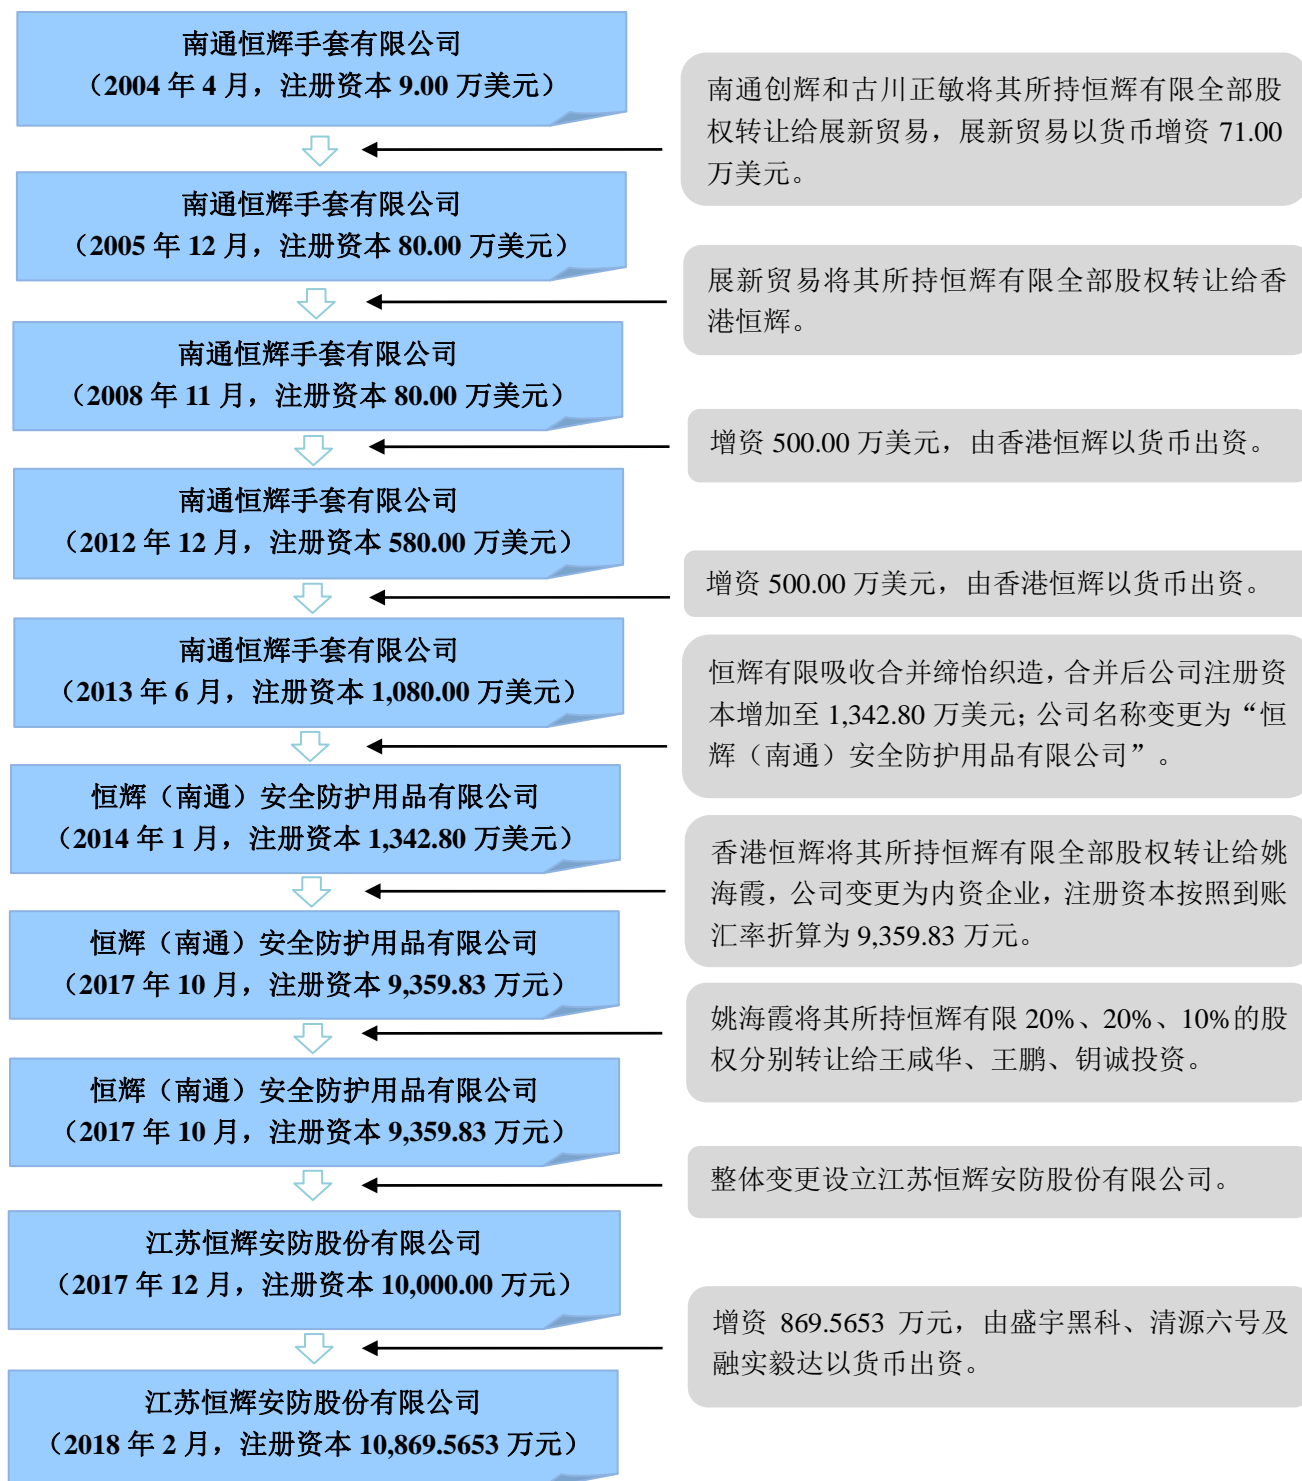 南通恒辉手套有限公司
（2004 年 4 月，注册资本 9.00 万美元）
南通创辉和古川正敏将其所持恒辉有限全部股
权转让给展新贸易，展新贸易以货币增资 71.00
万美元。
南通恒辉手套有限公司
（2005 年 12 月，注册资本 80.00 万美元）
展新贸易将其所持恒辉有限全部股权转让给香
港恒辉。
南通恒辉手套有限公司
（2008 年 11 月，注册资本 80.00 万美元）
增资 500.00 万美元，由香港恒辉以货币出资。
南通恒辉手套有限公司
（2012 年 12 月，注册资本 580.00 万美元）
增资 500.00 万美元，由香港恒辉以货币出资。
南通恒辉手套有限公司
（2013 年 6 月，注册资本 1,080.00 万美元）
恒辉有限吸收合并缔怡织造，合并后公司注册资
本增加至 1,342.80 万美元；公司名称变更为“恒
辉（南通）安全防护用品有限公司”。
恒辉（南通）安全防护用品有限公司
（2014 年 1 月，注册资本 1,342.80 万美元）
香港恒辉将其所持恒辉有限全部股权转让给姚
海霞，公司变更为内资企业，注册资本按照到账
汇率折算为 9,359.83 万元。
恒辉（南通）安全防护用品有限公司
（2017 年 10 月，注册资本 9,359.83 万元）
姚海霞将其所持恒辉有限 20%、20%、10%的股
权分别转让给王咸华、王鹏、钥诚投资。
恒辉（南通）安全防护用品有限公司
（2017 年 10 月，注册资本 9,359.83 万元）
整体变更设立江苏恒辉安防股份有限公司。
江苏恒辉安防股份有限公司
（2017 年 12 月，注册资本 10,000.00 万元）
增资 869.5653 万元，由盛宇黑科、清源六号及
融实毅达以货币出资。
江苏恒辉安防股份有限公司
（2018 年 2 月，注册资本 10,869.5653 万元）